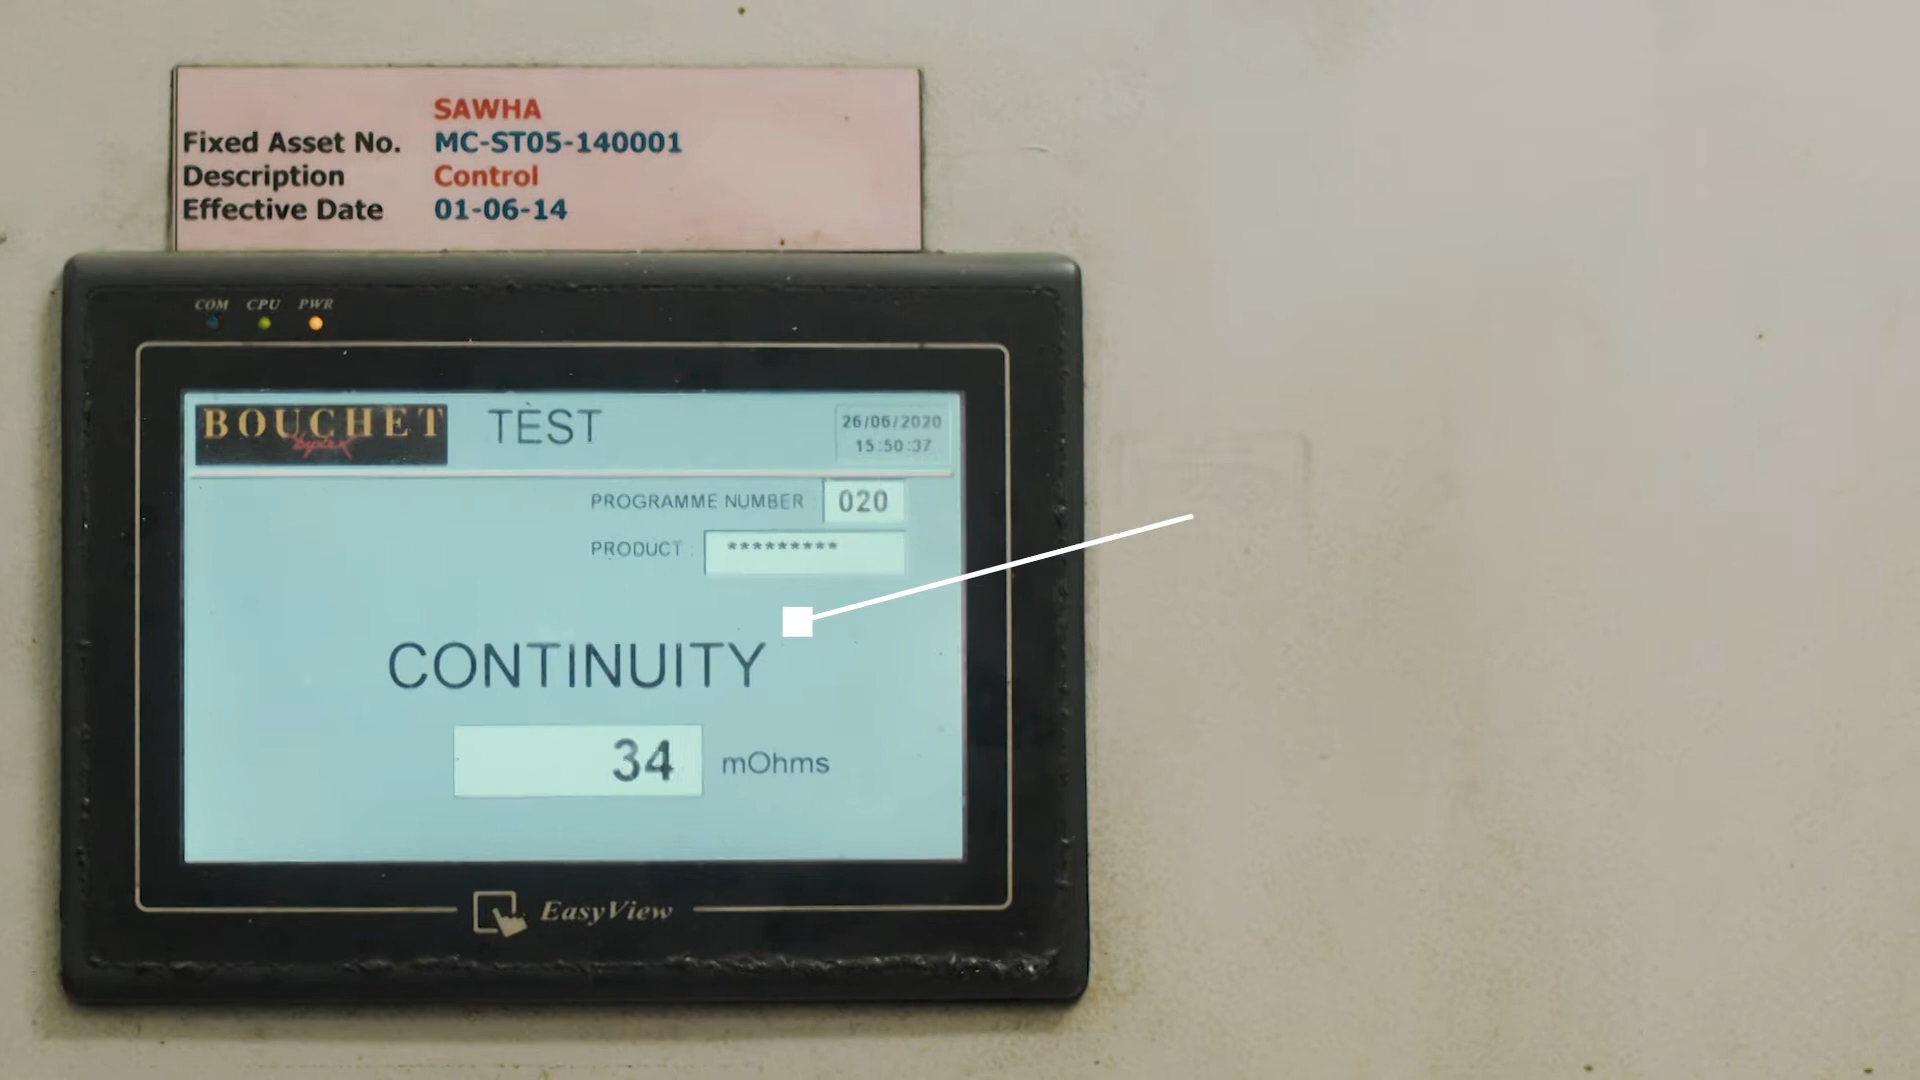 SAWHA
Fixed Asset No. MC-ST05-140001
Description Control
Effective Date 01-06-14
COM CPU PWR
BOUCHET
TEST
26/06/2020
15:50:37
PROGRAMME NUMBER 020
PRODUCT : *********
CONTINUITY
34 mOhms
EasyView